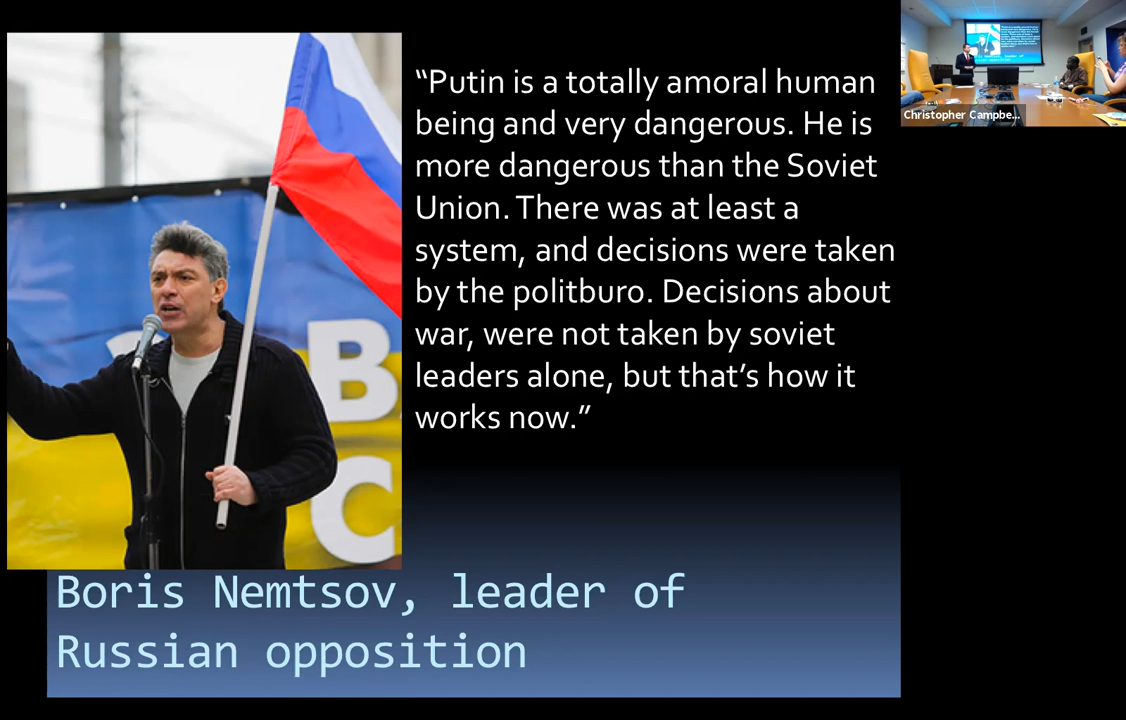 “Putin is a totally amoral human
being and very dangerous. He is
more dangerous than the Soviet
Union. There was at least a
system, and decisions were taken
by the politburo. Decisions about
war, were not taken by soviet
leaders alone, but that’s how it
works now.”
Christopher Campbe...
В
С
Boris Nemtsov, leader of
Russian opposition